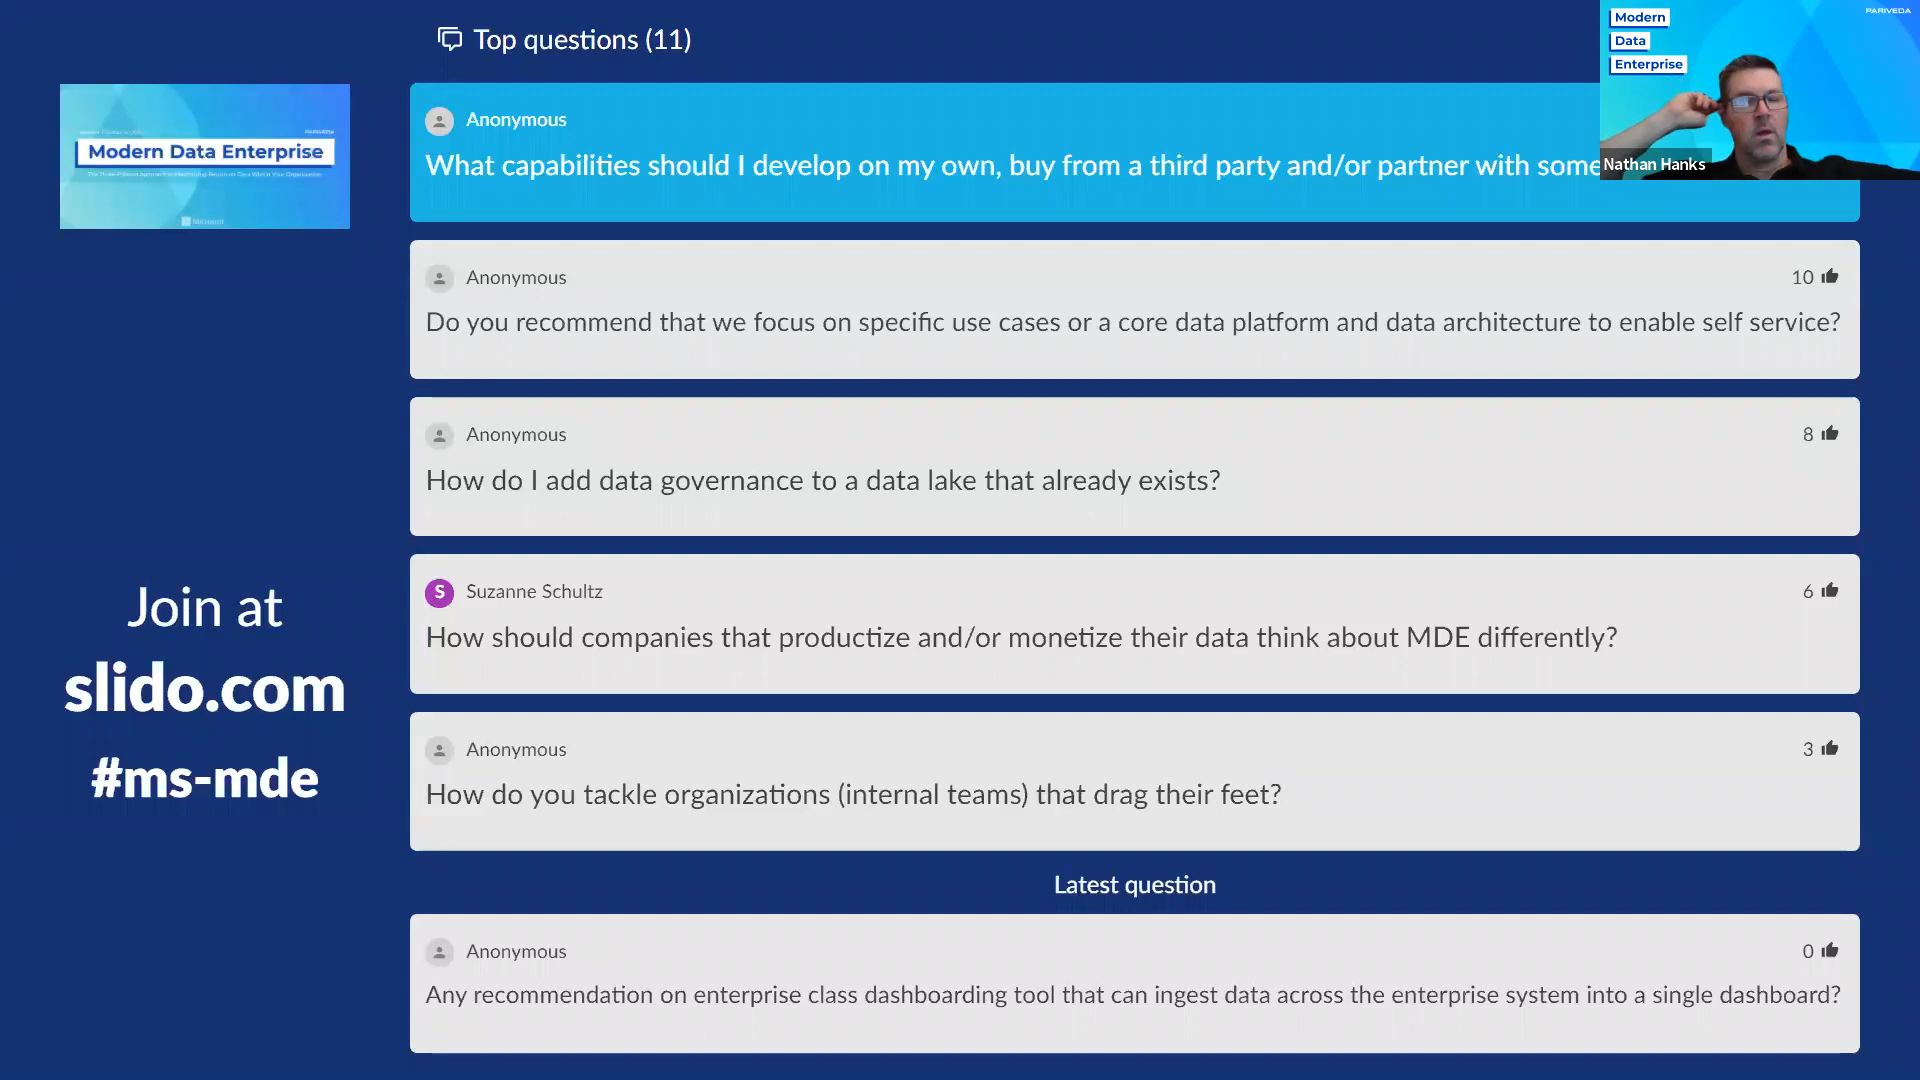 Top questions (11)
Modern
Data
Enterprise
PARIVEDA
Nathan Hanks
PARIVEDA
Modern Data Enterprise
Microsoft
Anonymous
What capabilities should I develop on my own, buy from a third party and/or partner with some
Anonymous
10
Do you recommend that we focus on specific use cases or a core data platform and data architecture to enable self service?
Anonymous
8
How do I add data governance to a data lake that already exists?
S Suzanne Schultz
6
How should companies that productize and/or monetize their data think about MDE differently?
Anonymous
3
How do you tackle organizations (internal teams) that drag their feet?
Join at
slido.com
#ms-mde
Latest question
Anonymous
0
Any recommendation on enterprise class dashboarding tool that can ingest data across the enterprise system into a single dashboard?